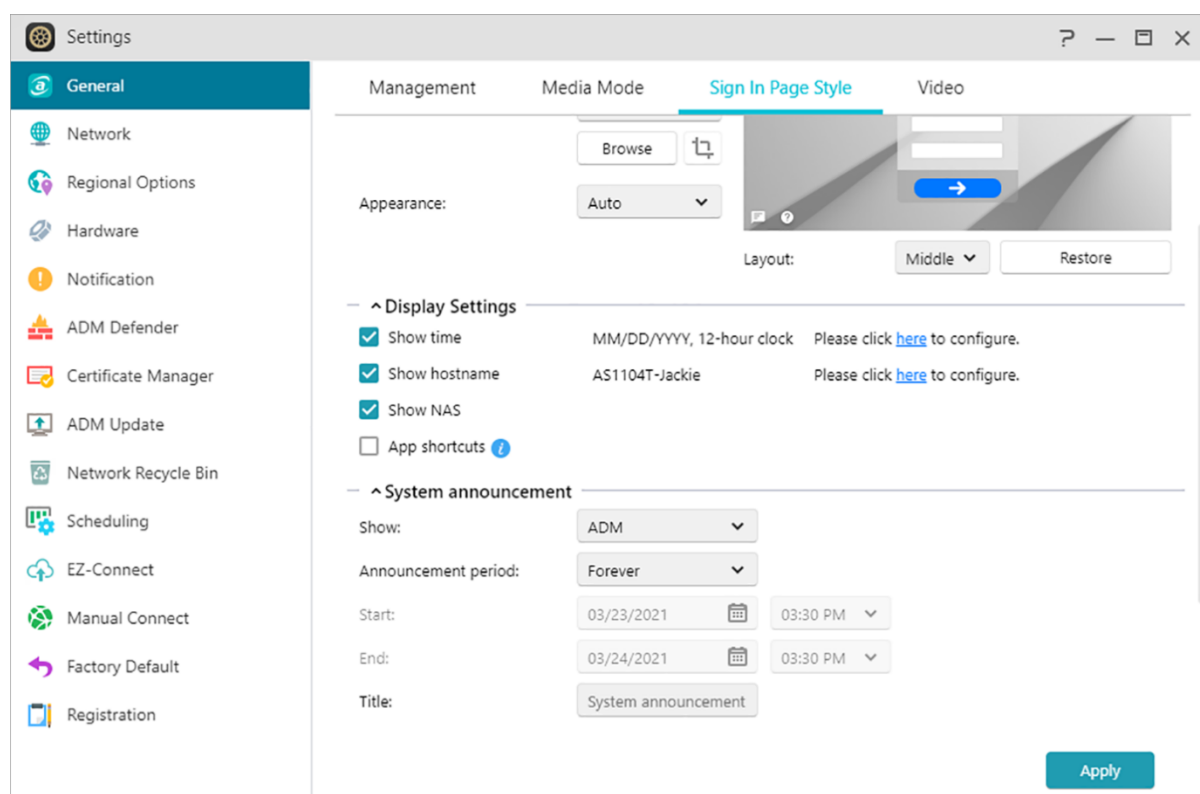 Settings
General
Network
Regional Options
Hardware
Notification
ADM Defender
Certificate Manager
ADM Update
Network Recycle Bin
Scheduling
EZ-Connect
Manual Connect
Factory Default
Registration
Management Media Mode Sign In Page Style Video
Browse
Appearance: Auto
Layout: Middle Restore
Display Settings
Show time MM/DD/YYYY, 12-hour clock Please click here to configure.
Show hostname AS1104T-Jackie Please click here to configure.
Show NAS
App shortcuts
System announcement
Show: ADM
Announcement period: Forever
Start: 03/23/2021 03:30 PM
End: 03/24/2021 03:30 PM
Title: System announcement
Apply